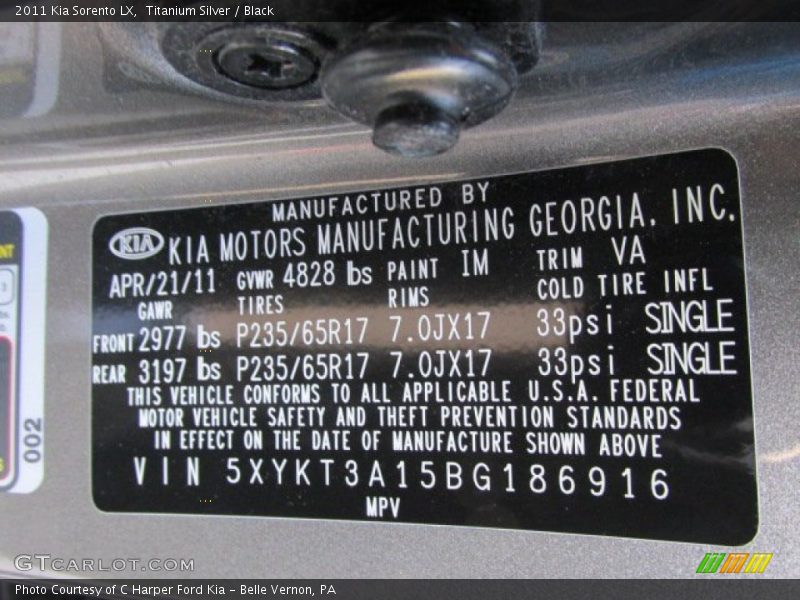 2011 Kia Sorento LX,  Titanium Silver / Black
MANUFACTURED BY
KIA KIA MOTORS MANUFACTURING GEORGIA, INC.
APR/21/11 GVWR 4828 lbs PAINT IM TRIM VA
GAWR TIRES RIMS COLD TIRE INFL
FRONT 2977 lbs P235/65R17 7.0JX17 33psi SINGLE
REAR 3197 lbs P235/65R17 7.0JX17 33psi SINGLE
THIS VEHICLE CONFORMS TO ALL APPLICABLE U.S.A. FEDERAL
MOTOR VEHICLE SAFETY AND THEFT PREVENTION STANDARDS
IN EFFECT ON THE DATE OF MANUFACTURE SHOWN ABOVE
VIN 5XYKT3A15BG186916
MPV
002
GTCARLOT.COM
Photo Courtesy of C Harper Ford Kia – Belle Vernon, PA